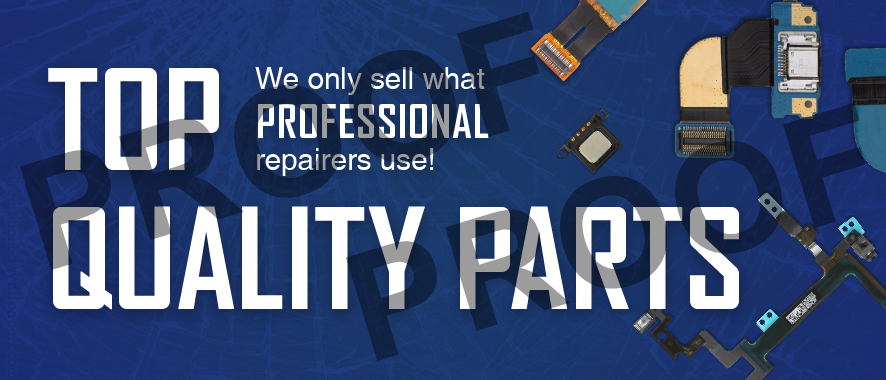 TOP
We only sell what
PROFESSIONAL
repairers use!
QUALITY PARTS
PROOF
PROOF